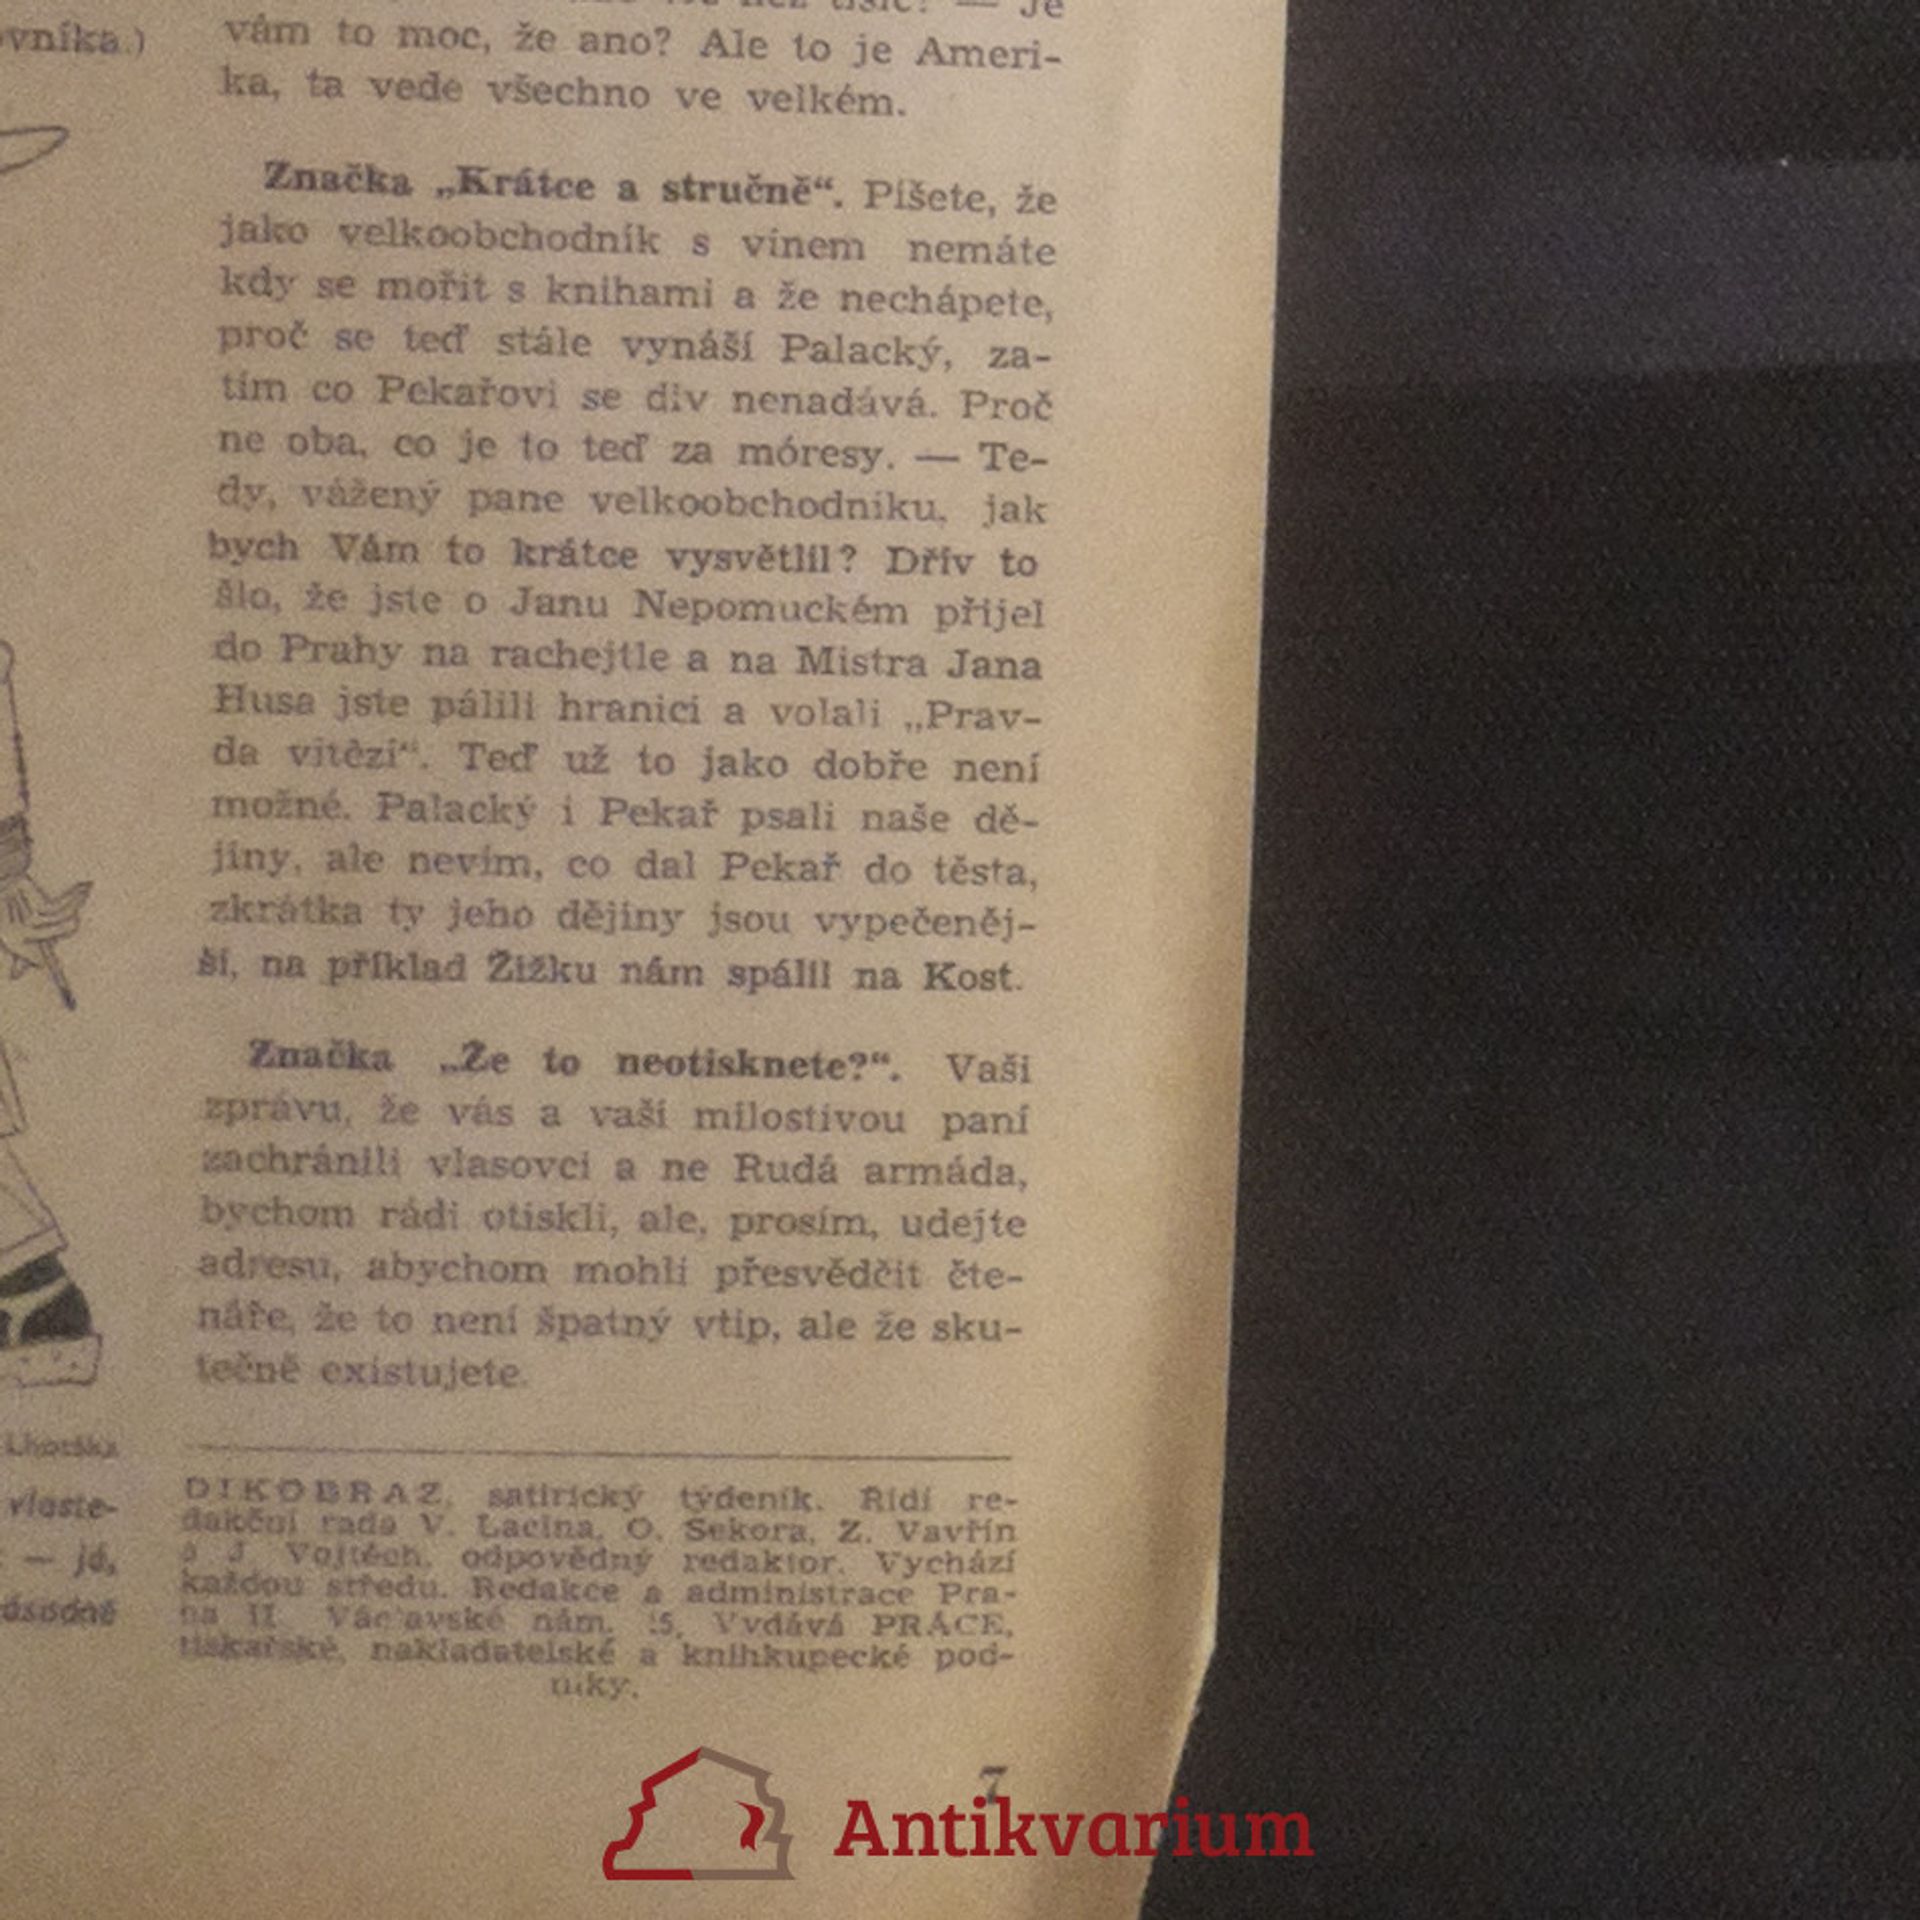 ovníka.)
než tisíc? — Je
vám to moc, že ano? Ale to je Ameri-
ka, ta vede všechno ve velkém.
Značka „Krátce a stručně“. Píšete, že
jako velkoobchodník s vínem nemáte
kdy se mořit s knihami a že nechápete,
proč se teď stále vynáší Palacký, za-
tím co Pekařovi se div nenadává. Proč
ne oba, co je to teď za móresy. — Te-
dy, vážený pane velkoobchodníku, jak
bych Vám to krátce vysvětlil? Dřív to
šlo, že jste o Janu Nepomuckém přijel
do Prahy na rachejtle a na Mistra Jana
Husa jste pálili hranici a volali „Prav-
da vítězí“. Teď už to jako dobře není
možné. Palacký i Pekař psali naše dě-
jiny, ale nevím, co dal Pekař do těsta,
zkrátka ty jeho dějiny jsou vypečeněj-
ší, na příklad Žižku nám spálil na Kost.
Značka „Že to neotisknete?“. Vaši
zprávu, že vás a vaší milostivou paní
zachránili vlasovci a ne Rudá armáda,
bychom rádi otiskli, ale, prosím, udejte
adresu, abychom mohli přesvědčit čte-
náře, že to není špatný vtip, ale že sku-
tečně existujete.
Lhoták
vlaste-
— já,
ásadně
DIKOBRAZ, satirický týdeník. Řídí re-
dakční rada V. Lacina, O. Sekora, Z. Vavřín
a J. Vojtěch, odpovědný redaktor. Vychází
každou středu. Redakce a administrace Pra-
ha II, Václavské nám. 15. Vydává PRÁCE,
tiskařské, nakladatelské a knihkupecké pod-
niky.
7
Antikvarium